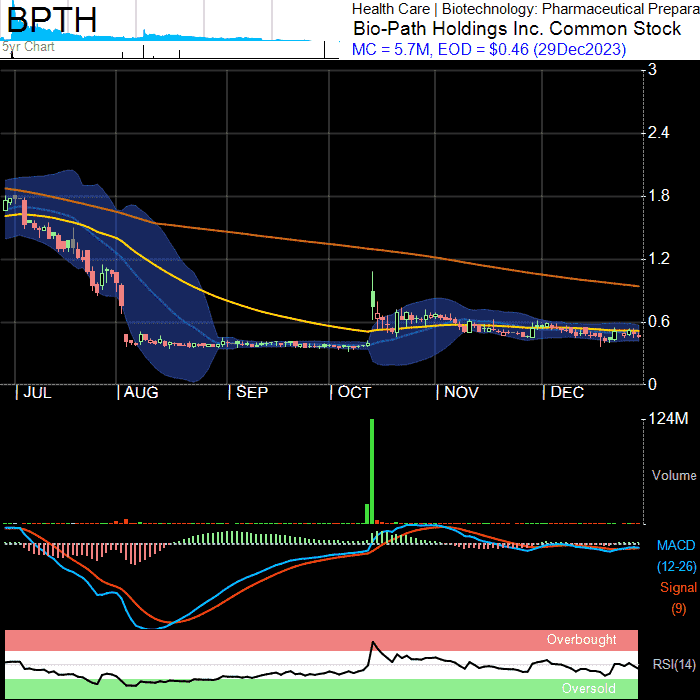 BPTH
5yr Chart
Health Care | Biotechnology: Pharmaceutical Prepara
Bio-Path Holdings Inc. Common Stock
MC = 5.7M, EOD = $0.46 (29Dec2023)
3
2.4
1.8
1.2
0.6
0
JUL AUG SEP OCT NOV DEC
124M
Volume
MACD
(12-26)
Signal
(9)
Overbought
RSI(14)
Oversold